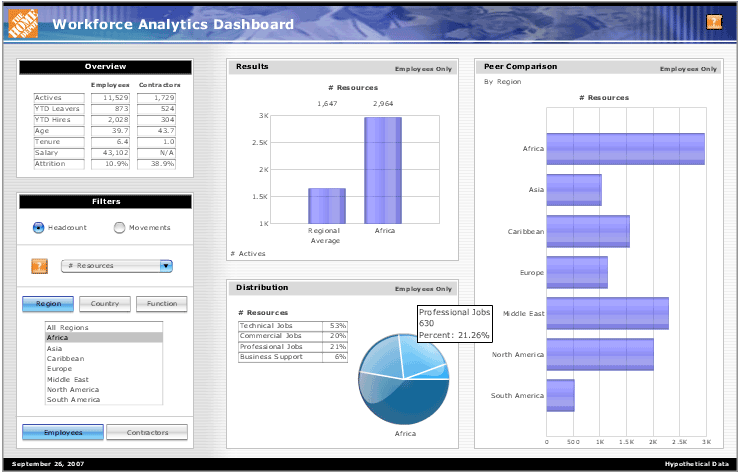 THE HOME DEPOT
Workforce Analytics Dashboard
?
Overview
Employees Contractors
Actives 11,529 1,729
YTD Leavers 873 524
YTD Hires 2,028 304
Age 39.7 43.7
Tenure 6.4 1.0
Salary 43,102 N/A
Attrition 10.9% 38.9%
Filters
Headcount Movements
? # Resources
Region Country Function
All Regions
Africa
Asia
Caribbean
Europe
Middle East
North America
South America
Employees Contractors
Results Employees Only
# Resources
1,647 2,964
3K
2.5K
2K
1.5K
1K
Regional Average Africa
# Actives
Distribution Employees Only
# Resources
Technical Jobs 53%
Commercial Jobs 20%
Professional Jobs 21%
Business Support 6%
Professional Jobs
630
Percent: 21.26%
Africa
Peer Comparison Employees Only
By Region
# Resources
Africa
Asia
Caribbean
Europe
Middle East
North America
South America
0 500 1K 1.5K 2K 2.5K 3K
September 26, 2007 Hypothetical Data